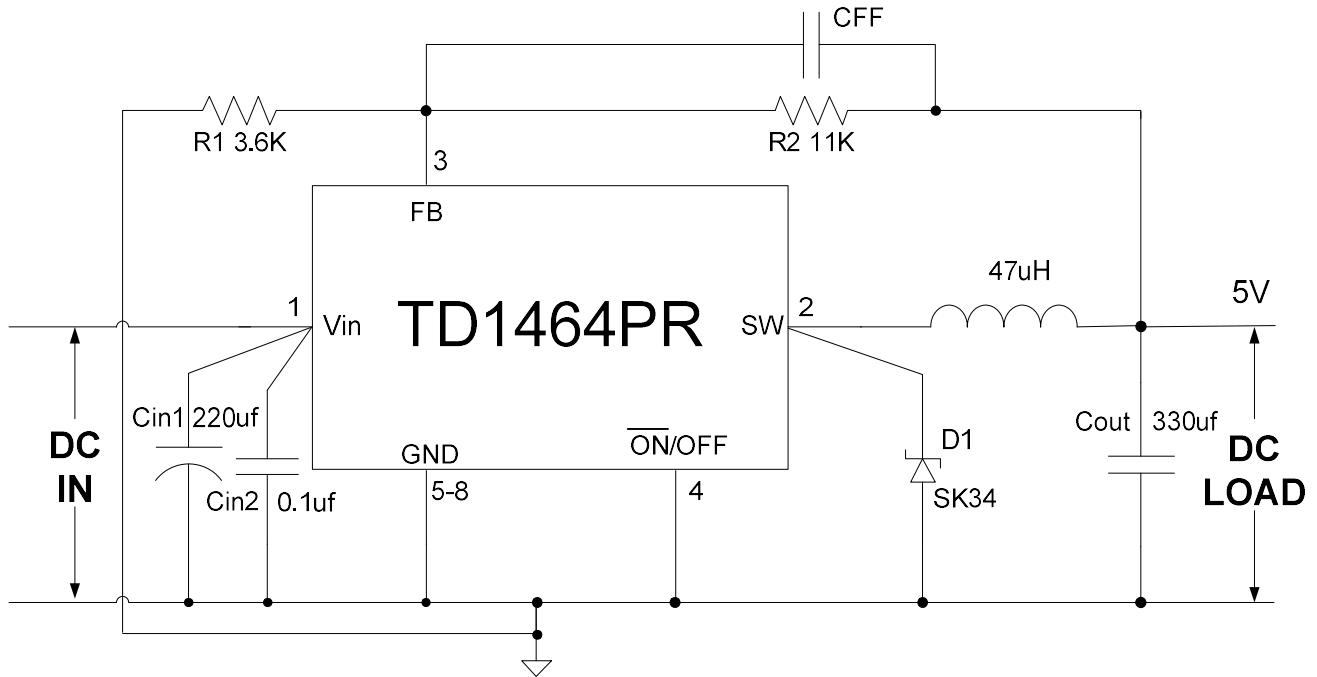 CFF
R1 3.6K
R2 11K
3
FB
47uH
1
Vin
TD1464PR
SW
2
5V
Cin1 220uf
DC
IN
Cin2 0.1uf
GND
5-8
ON/OFF
4
D1
SK34
Cout 330uf
DC
LOAD